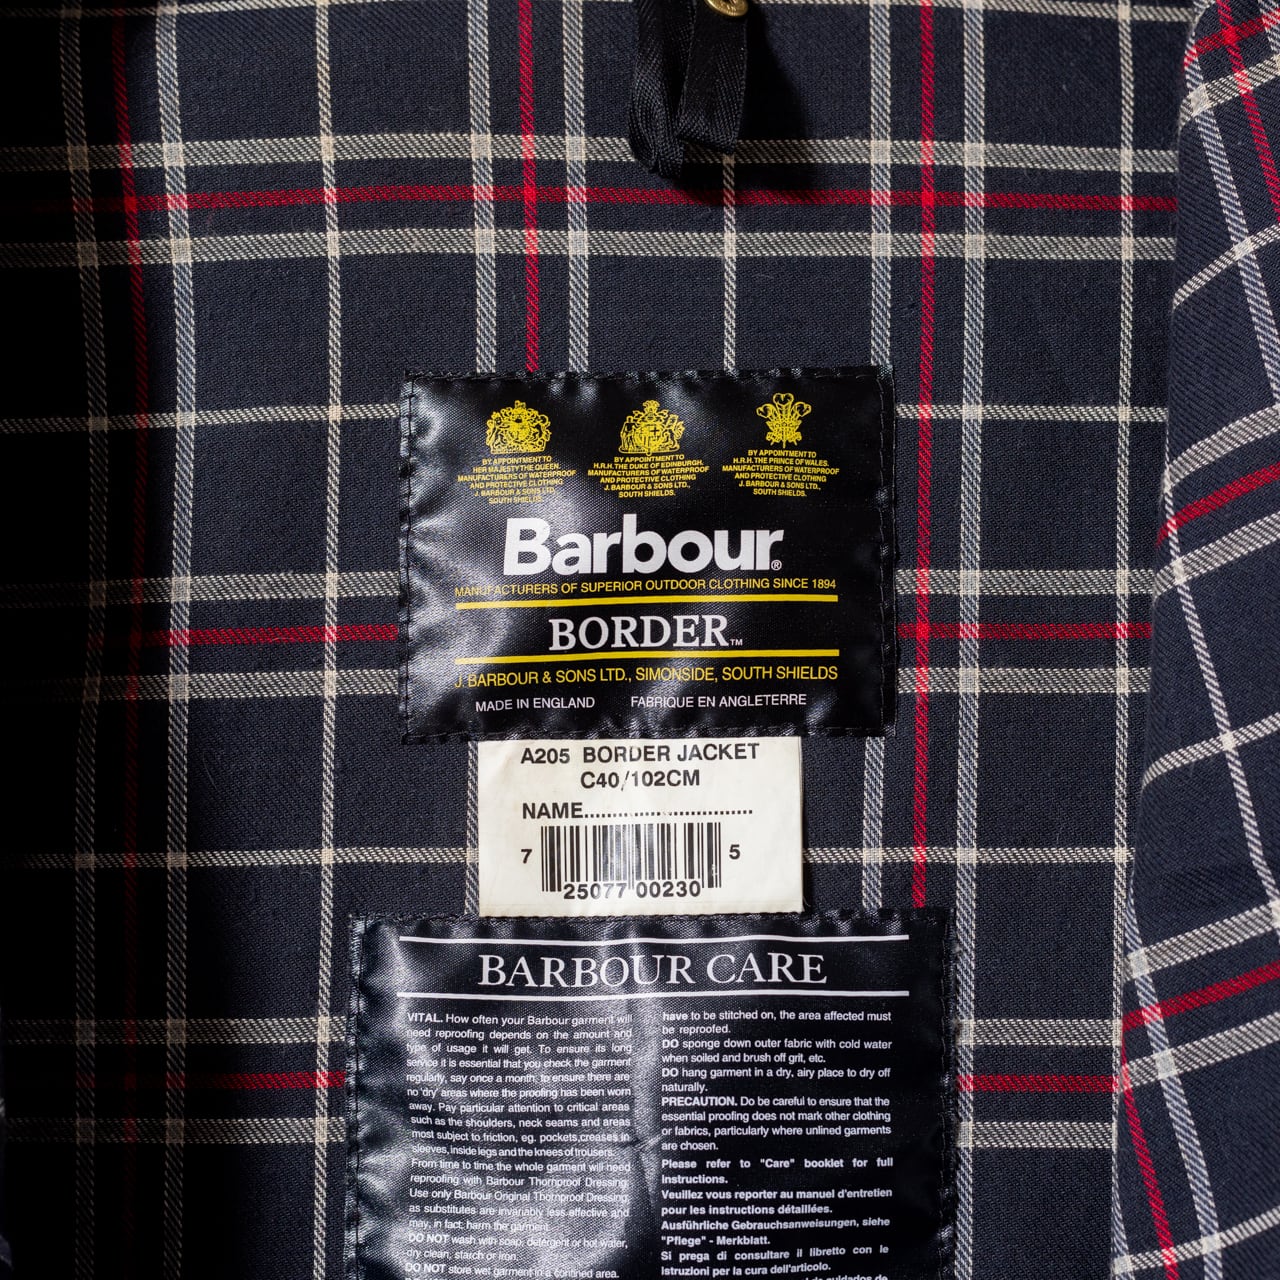 BY APPOINTMENT TO
HER MAJESTY THE QUEEN.
MANUFACTURERS OF WATERPROOF
AND PROTECTIVE CLOTHING
J. BARBOUR & SONS LTD.,
SOUTH SHIELDS.
BY APPOINTMENT TO
H.R.H. THE DUKE OF EDINBURGH.
MANUFACTURERS OF WATERPROOF
AND PROTECTIVE CLOTHING
J. BARBOUR & SONS LTD.,
SOUTH SHIELDS.
BY APPOINTMENT TO
H.R.H. THE PRINCE OF WALES.
MANUFACTURERS OF WATERPROOF
AND PROTECTIVE CLOTHING
J. BARBOUR & SONS LTD.,
SOUTH SHIELDS.
Barbour®
MANUFACTURERS OF SUPERIOR OUTDOOR CLOTHING SINCE 1894
BORDER™
J. BARBOUR & SONS LTD., SIMONSIDE, SOUTH SHIELDS
MADE IN ENGLAND FABRIQUE EN ANGLETERRE
A205 BORDER JACKET
C40/102CM
NAME..............................
7 25077 00230 5
BARBOUR CARE
VITAL. How often your Barbour garment will
need reproofing depends on the amount and
type of usage it will get. To ensure its long
service it is essential that you check the garment
regularly, say once a month, to ensure there are
no 'dry' areas where the proofing has been worn
away. Pay particular attention to critical areas
such as the shoulders, neck seams and areas
most subject to friction, eg. pockets,creases in
sleeves, inside legs and the knees of trousers.
From time to time the whole garment will need
reproofing with Barbour Thornproof Dressing.
Use only Barbour Original Thornproof Dressing,
as substitutes are invariably less effective and
may, in fact, harm the garment.
DO NOT wash with soap, detergent or hot water,
dry clean, starch or iron.
DO NOT store wet garment in a confined area.
have to be stitched on, the area affected must
be reproofed.
DO sponge down outer fabric with cold water
when soiled and brush off grit, etc.
DO hang garment in a dry, airy place to dry off
naturally.
PRECAUTION. Do be careful to ensure that the
essential proofing does not mark other clothing
or fabrics, particularly where unlined garments
are chosen.
Please refer to "Care" booklet for full
Instructions.
Veuillez vous reporter au manuel d'entretien
pour les instructions détaillées.
Ausführliche Gebrauchsanweisungen, siehe
"Pflege" - Merkblatt.
Si prega di consultare il libretto con le
istruzioni per la cura dell'articolo.
de cuidados de